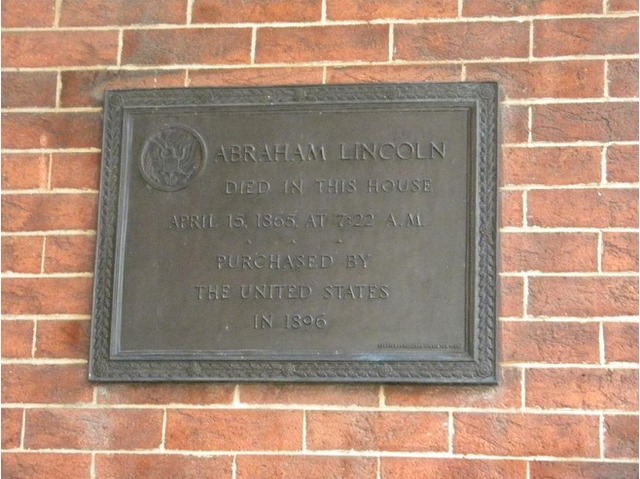 ABRAHAM LINCOLN
DIED IN THIS HOUSE
APRIL 15, 1865, AT 7:22 A.M.
PURCHASED BY
THE UNITED STATES
IN 1896